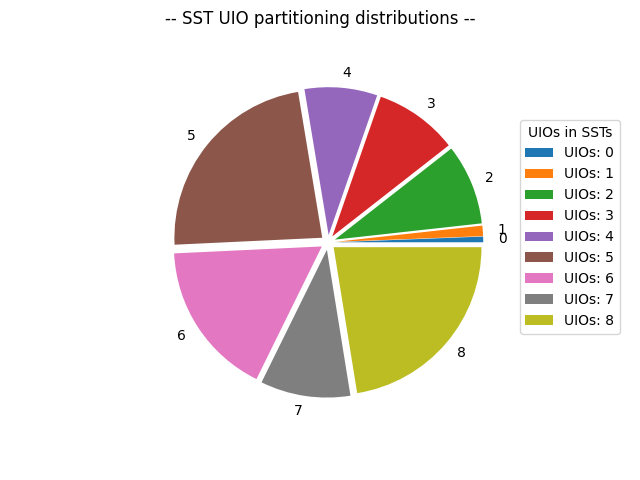 -- SST UIO partitioning distributions --
4
3
5
2
1
0
6
8
7
UIOs in SSTs
UIOs: 0
UIOs: 1
UIOs: 2
UIOs: 3
UIOs: 4
UIOs: 5
UIOs: 6
UIOs: 7
UIOs: 8